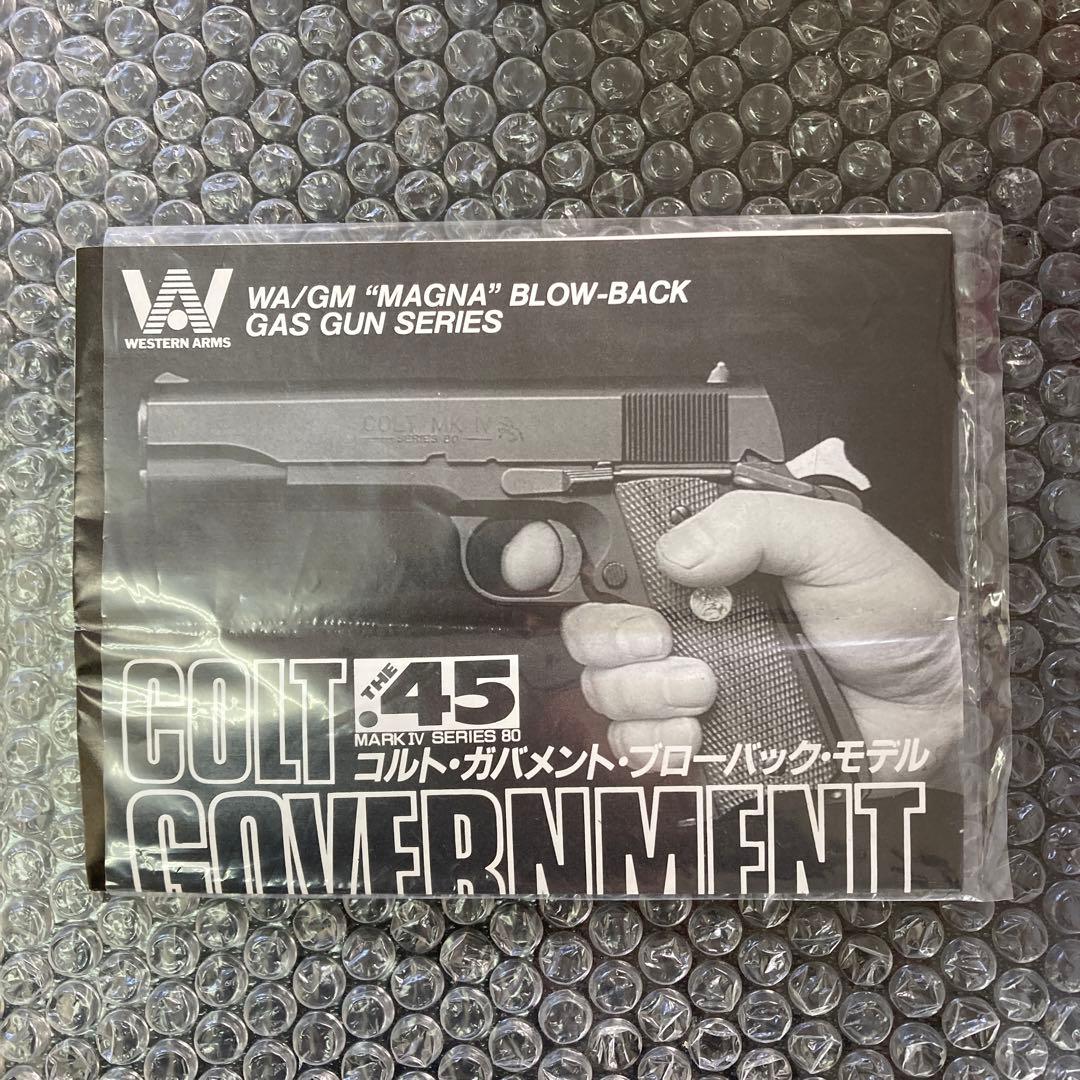 WA/GM “MAGNA” BLOW-BACK
GAS GUN SERIES
WESTERN ARMS
COLT MK IV
SERIES 80
COLT
THE .45
MARK IV SERIES 80
コルト・ガバメント・ブローバック・モデル
GOVERNMENT